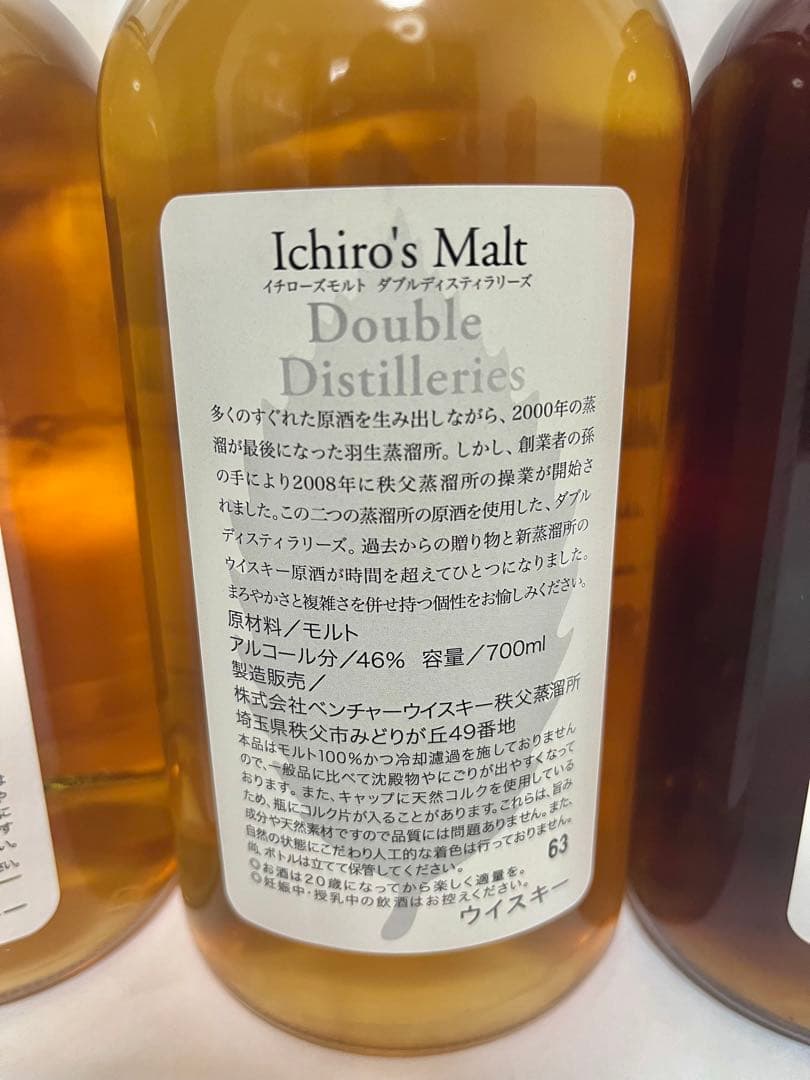 Ichiro's Malt
イチローズモルト ダブルディスティラリーズ
Double
Distilleries
多くのすぐれた原酒を生み出しながら、2000年の蒸
溜が最後になった羽生蒸溜所。しかし、創業者の孫
の手により2008年に秩父蒸溜所の操業が開始さ
れました。この二つの蒸溜所の原酒を使用した、ダブル
ディスティラリーズ。過去からの贈り物と新蒸溜所の
ウイスキー原酒が時間を超えてひとつになりました。
まろやかさと複雑さを併せ持つ個性をお愉しみください。
原材料／モルト
アルコール分／46% 容量／700ml
製造販売／
株式会社ベンチャーウイスキー秩父蒸溜所
埼玉県秩父市みどりが丘49番地
本品はモルト100%かつ冷却濾過を施しておりません
ので、一般品に比べて沈殿物やにごりが出やすくなって
おります。また、キャップに天然コルクを使用している
ため、瓶にコルク片が入ることがあります。これらは、旨み
成分や天然素材ですので品質には問題ありません。また、
自然の状態にこだわり人工的な着色は行っておりません。
尚、ボトルは立てて保管してください。
63
◎お酒は20歳になってから楽しく適量を。
◎妊娠中・授乳中の飲酒はお控えください。
ウイスキー